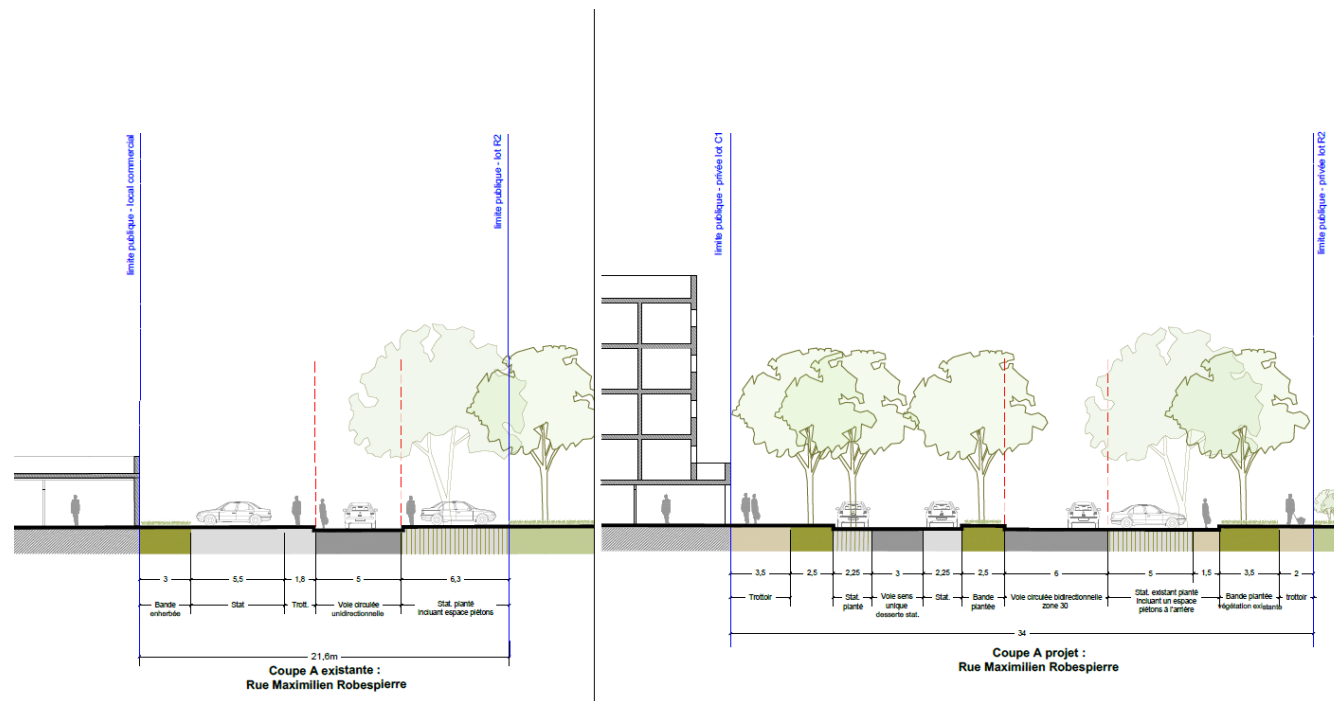 limite publique - local commercial
limite publique - lot R2
3
5,5
1,8
5
6,3
Bande
enherbée
Stat
Trott.
Voie circulée
unidirectionnelle
Stat. planté
incluant espace piétons
21,6m
Coupe A existante :
Rue Maximilien Robespierre
limite publique - privée lot C1
limite publique - privée lot R2
3,5
2,5
2,25
3
2,25
2,5
6
5
1,5
3,5
2
Trottoir
Stat.
planté
Voie sens
unique
desserte stat.
Stat.
Bande
plantée
Voie circulée bidirectionnelle
zone 30
Stat. existant planté
incluant un espace
piétons à l'arrière
Bande plantée
végétation existante
trottoir
34
Coupe A projet :
Rue Maximilien Robespierre